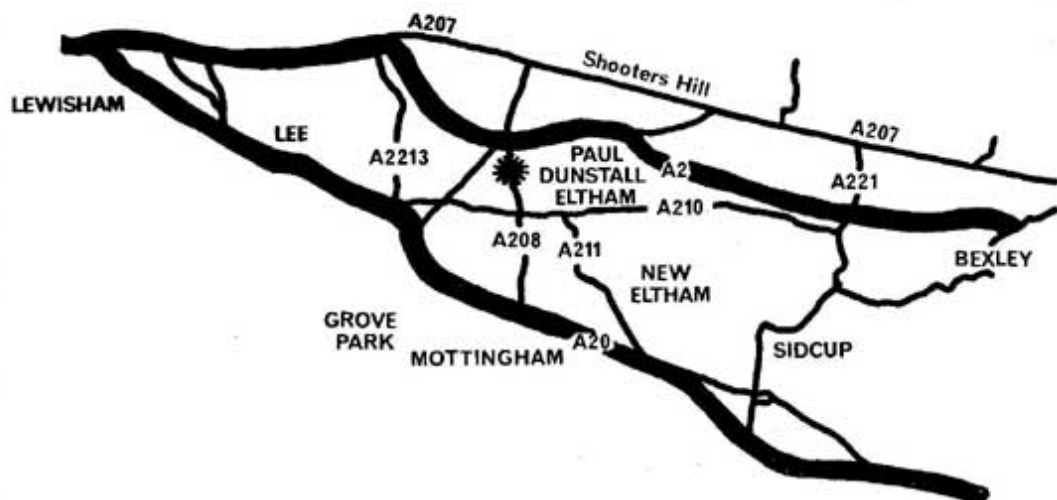 A207
Shooters Hill
LEWISHAM
LEE
A2213
A207
PAUL
DUNSTALL
ELTHAM
A2
A221
A210
A208
A211
BEXLEY
NEW
ELTHAM
GROVE
PARK
MOTTINGHAM
A20
SIDCUP